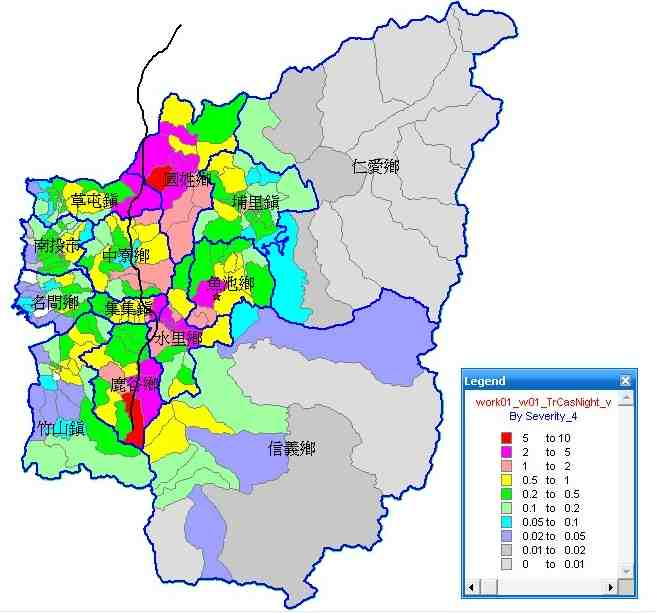 仁愛鄉
國姓鄉
草屯鎮
埔里鎮
南投市
中寮鄉
魚池鄉
名間鄉
集集鎮
水里鄉
鹿谷鄉
竹山鎮
信義鄉
Legend
work01_w01_TrCasNight_v
By Severity_4
5 to 10
2 to 5
1 to 2
0.5 to 1
0.2 to 0.5
0.1 to 0.2
0.05 to 0.1
0.02 to 0.05
0.01 to 0.02
0 to 0.01